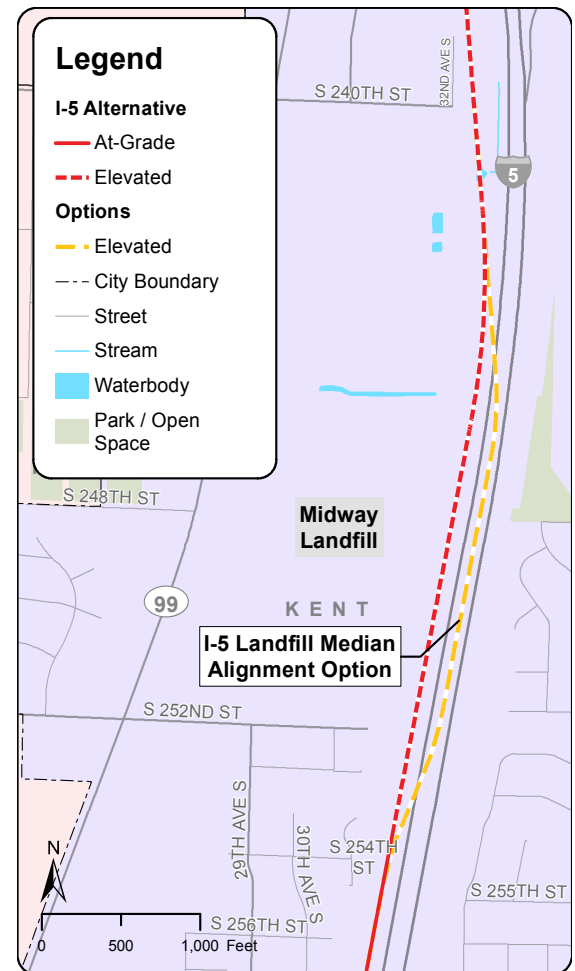 Legend
I-5 Alternative
At-Grade
Elevated
Options
Elevated
City Boundary
Street
Stream
Waterbody
Park / Open
Space
S 240TH ST
32ND AVE S
5
S 248TH ST
Midway
Landfill
99
KENT
I-5 Landfill Median
Alignment Option
S 252ND ST
29TH AVE S
30TH AVE S
S 254TH
ST
S 255TH ST
S 256TH ST
N
0 500 1,000 Feet